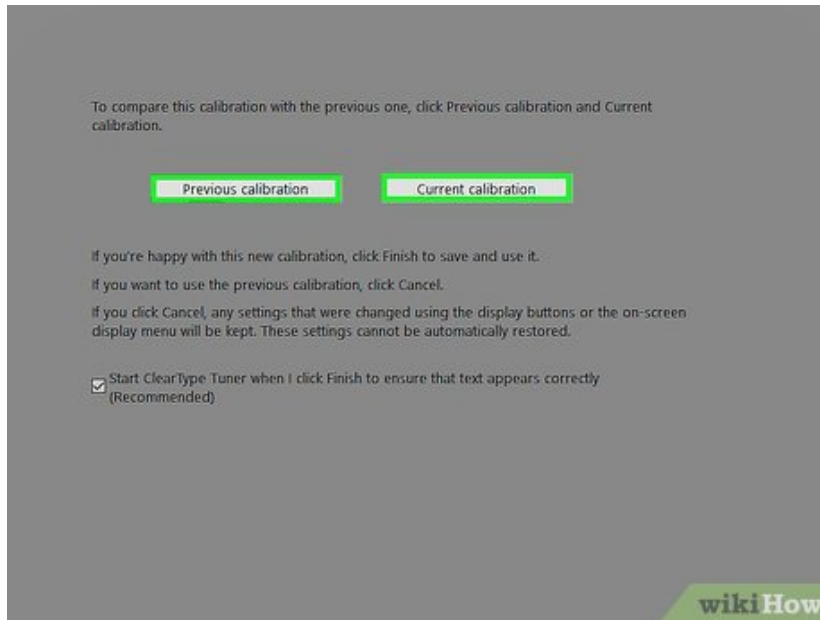 To compare this calibration with the previous one, click Previous calibration and Current
calibration.
Previous calibration
Current calibration
If you're happy with this new calibration, click Finish to save and use it.
If you want to use the previous calibration, click Cancel.
If you click Cancel, any settings that were changed using the display buttons or the on-screen
display menu will be kept. These settings cannot be automatically restored.
Start ClearType Tuner when I click Finish to ensure that text appears correctly
(Recommended)
wikiHow